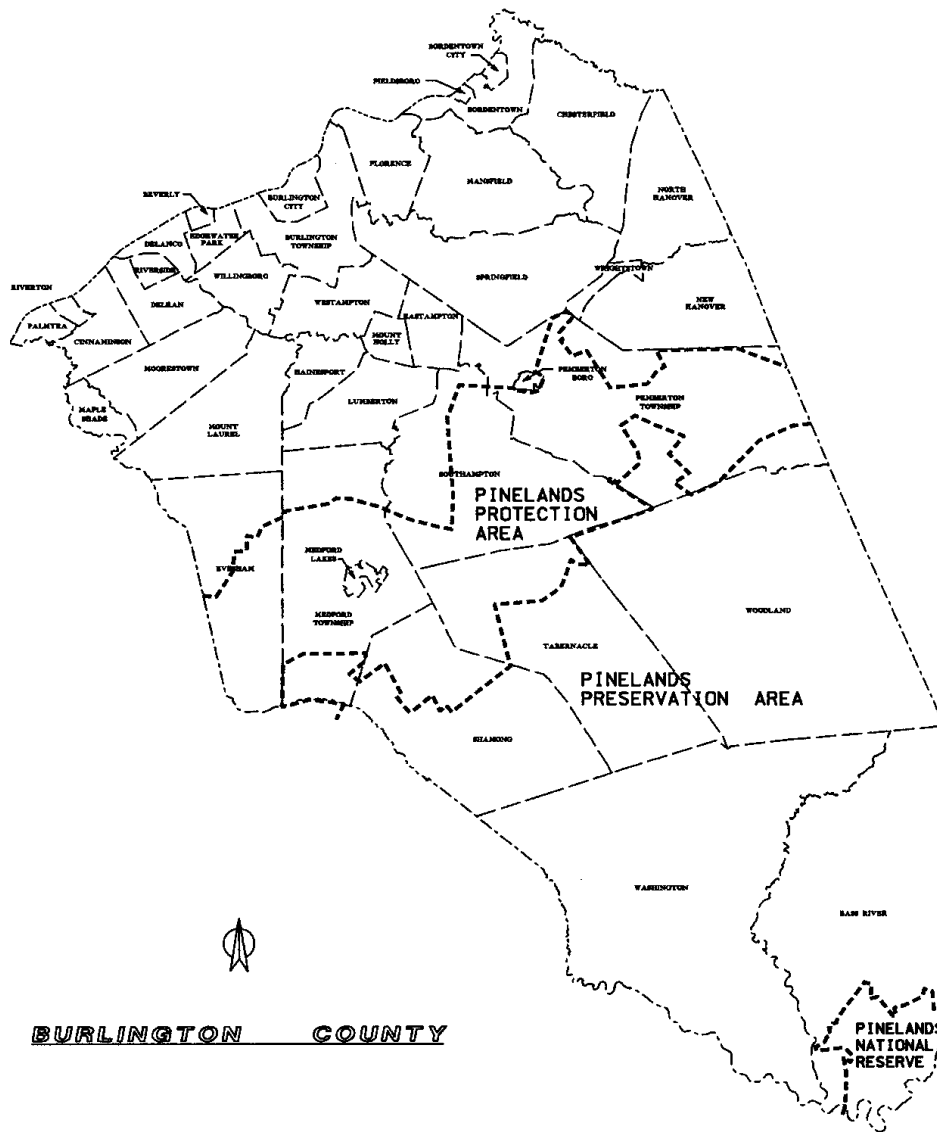 BORDENTOWN
CITY
FIELDSBORO
BORDENTOWN
CHESTERFIELD
FLORENCE
MANSFIELD
NORTH
HANOVER
BEVERLY
BURLINGTON
CITY
EDGEWATER
PARK
BURLINGTON
TOWNSHIP
DELANCO
RIVERSIDE
WILLINGBORO
SPRINGFIELD
WRIGHTSTOWN
NEW
HANOVER
RIVERTON
DELRAN
WESTAMPTON
EASTAMPTON
PALMYRA
CINNAMINSON
MOUNT
HOLLY
MOORESTOWN
HAINESPORT
PEMBERTON
BORO
LUMBERTON
PEMBERTON
TOWNSHIP
MAPLE
SHADE
MOUNT
LAUREL
SOUTHAMPTON
PINELANDS
PROTECTION
AREA
MEDFORD
LAKES
EVESHAM
MEDFORD
TOWNSHIP
WOODLAND
TABERNACLE
PINELANDS
PRESERVATION AREA
SHAMONG
WASHINGTON
BASS RIVER
PINELANDS
NATIONAL
RESERVE
BURLINGTON COUNTY